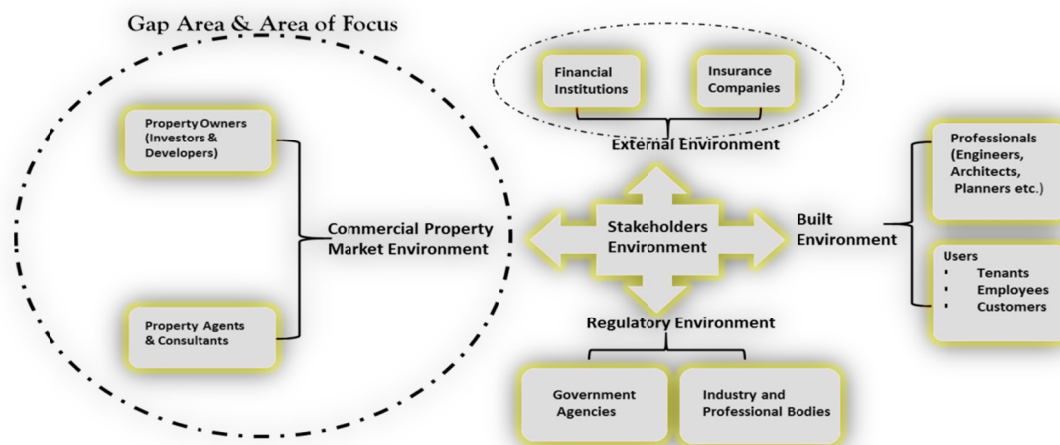 Gap Area & Area of Focus
Property Owners
(Investors &
Developers)
Commercial Property
Market Environment
Property Agents
& Consultants
Financial
Institutions
Insurance
Companies
External Environment
Stakeholders
Environment
Built
Environment
Professionals
(Engineers,
Architects,
Planners etc.)
Users
▪ Tenants
▪ Employees
▪ Customers
Regulatory Environment
Government
Agencies
Industry and
Professional Bodies